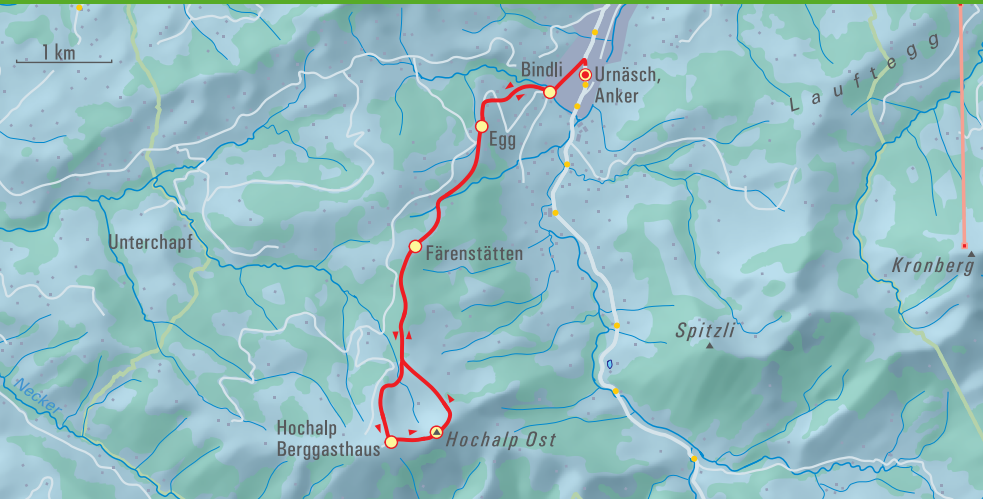 1 km
Bindli
Urnäsch,
Anker
Lauftegg
Egg
Unterchapf
Färenstätten
Kronberg
Spitzli
Necker
Hochalp
Berggasthaus
Hochalp Ost